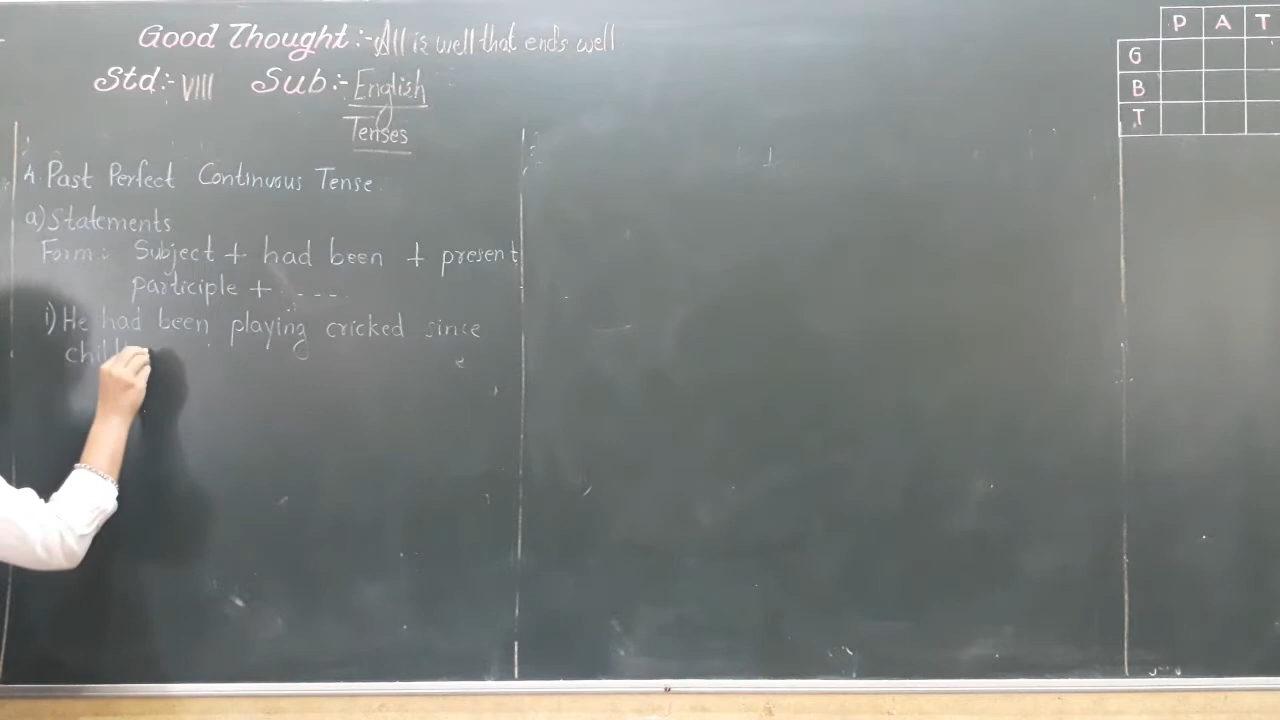 Good Thought :- All is well that ends well
Std:- VIII Sub :- English
Tenses
4. Past Perfect Continuous Tense.
a) Statements
Form : Subject + had been + present
participle + . . - - -
i) He had been playing cricked since
P A T
G
B
T